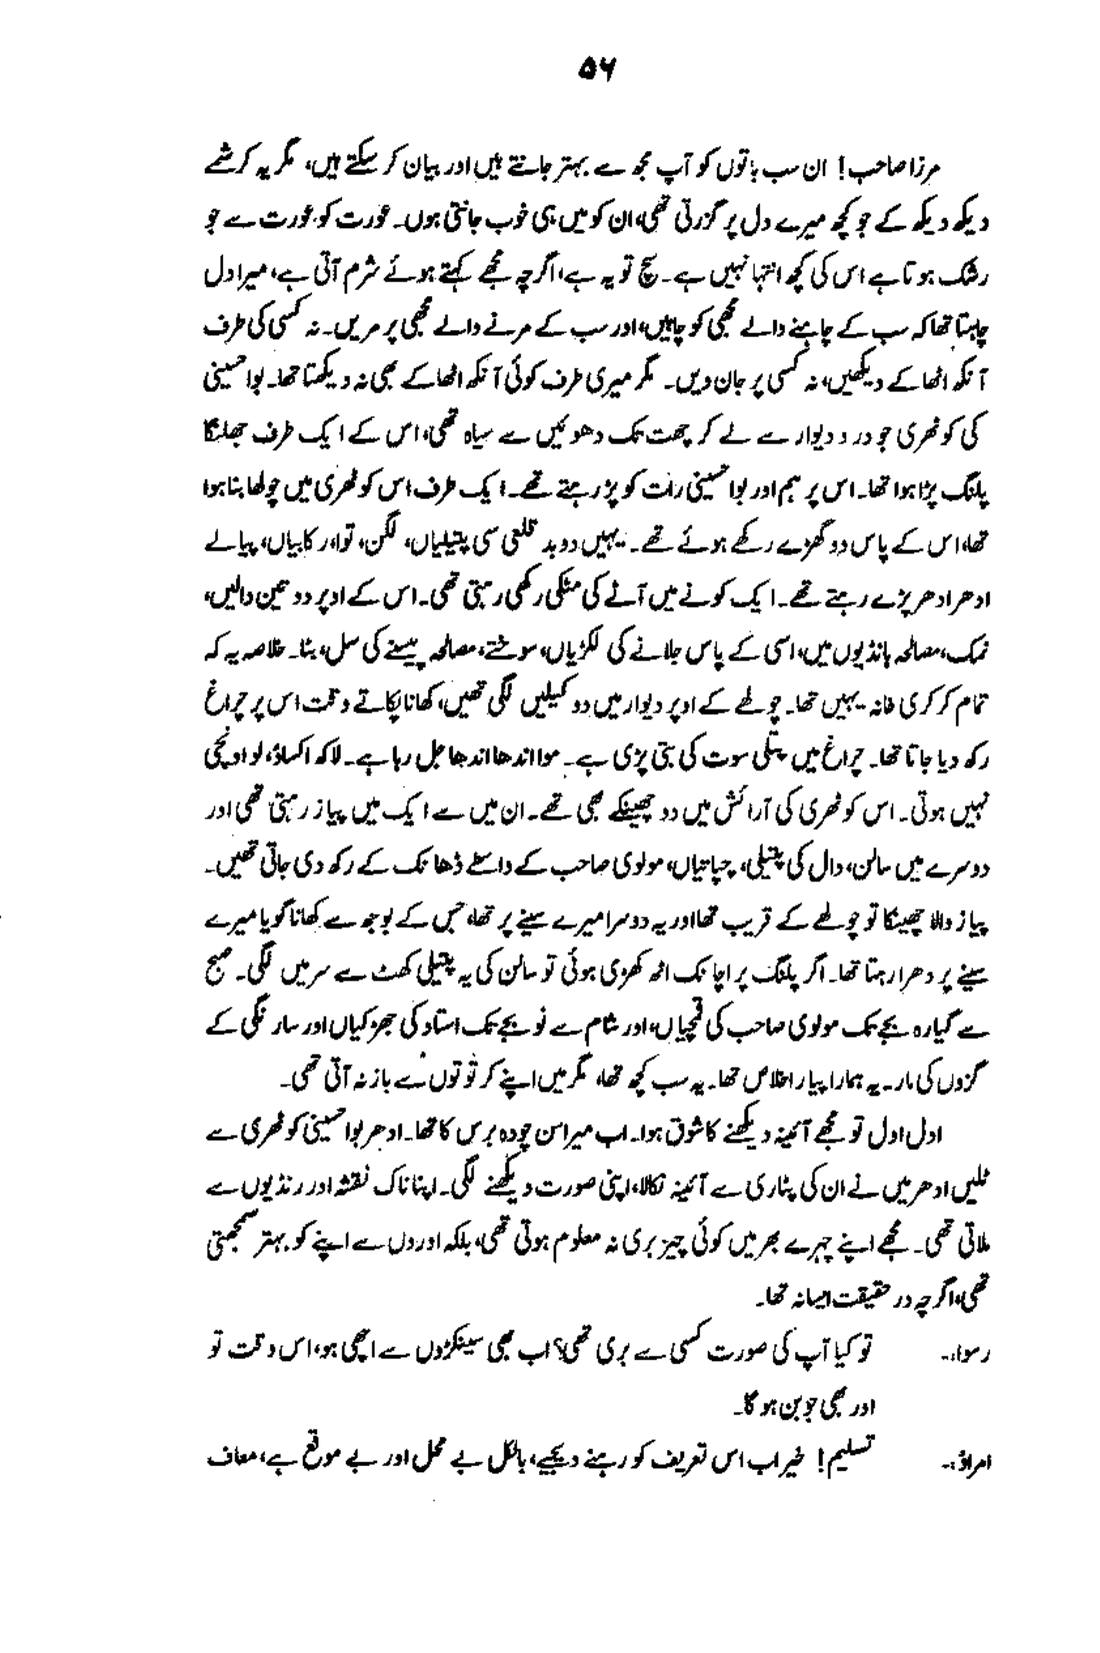 ۵۶
مرزا صاحب! ان سب باتوں کو آپ مجھ سے بہتر جانتے ہیں اور بیان کر سکتے ہیں، مگر یہ کرشمے
دیکھ دیکھ کے جو کچھ میرے دل پر گزرتی تھی، ان کو میں ہی خوب جانتی ہوں۔ عورت کو عورت سے جو
رشک ہوتا ہے اس کی کچھ انتہا نہیں ہے۔ سچ تو یہ ہے، اگرچہ مجھے کہتے ہوئے شرم آتی ہے، میرا دل
چاہتا تھا کہ سب کے چاہنے والے مجھی کو چاہیں، اور سب کے مرنے والے مجھی پر مریں۔ نہ کسی کی طرف
آنکھ اٹھا کے دیکھیں، نہ کسی پر جان دیں۔ مگر میری طرف کوئی آنکھ اٹھا کے بھی نہ دیکھتا تھا۔ بوا حسینی
کی کوٹھری جو در و دیوار سے لے کر چھت تک دھوئیں سے سیاہ تھی، اس کے ایک طرف جھلنگا
پلنگ پڑا ہوا تھا۔ اس پر ہم اور بوا حسینی رات کو پڑ رہتے تھے۔ ایک طرف اس کوٹھری میں چولھا بنا ہوا
تھا، اس کے پاس دو گھڑے رکھے ہوئے تھے۔ یہیں دو بد قلعی سی پتیلیاں، لگن، توا، رکابیاں، پیالے
ادھر ادھر پڑے رہتے تھے۔ ایک کونے میں آٹے کی مٹکی رکھی رہتی تھی۔ اس کے اوپر دو تین دالیں،
نمک، مصالحہ ہانڈیوں میں، اسی کے پاس جلانے کی لکڑیاں، سوختے، مصالحہ پیسنے کی سل، بٹا۔ خلاصہ یہ کہ
تمام کرکری خانہ یہیں تھا۔ چولھے کے اوپر دیوار میں دو کیلیں لگی تھیں، کھانا پکاتے وقت اس پر چراغ
رکھ دیا جاتا تھا۔ چراغ میں پتلی سوت کی بتی پڑی ہے۔ موا اندھا اندھا جل رہا ہے۔ لاکھ اکساؤ، لو اونچی
نہیں ہوتی۔ اس کوٹھری کی آرائش میں دو چھینکے بھی تھے۔ ان میں سے ایک میں پیاز رہتی تھی اور
دوسرے میں سالن، دال کی پتیلی، چپاتیاں، مولوی صاحب کے واسطے ڈھانک کے رکھ دی جاتی تھیں۔
پیاز والا چھینکا تو چولھے کے قریب تھا اور یہ دوسرا میرے سینے پر تھا، جس کے بوجھ سے کھانا گویا میرے
سینے پر دھرا رہتا تھا۔ اگر پلنگ پر اچانک اٹھ کھڑی ہوئی تو سالن کی یہ پتیلی کھٹ سے سر میں لگی۔ صبح
سے گیارہ بجے تک مولوی صاحب کی قمچیاں، اور شام سے نو بجے تک استاد کی جھڑکیاں اور سارنگی کے
گزوں کی مار۔ یہ ہمارا پیار اخلاص تھا۔ یہ سب کچھ تھا، مگر میں اپنے کرتوتوں سے باز نہ آتی تھی۔
اول اول تو مجھے آئینہ دیکھنے کا شوق ہوا۔ اب میرا سن چودہ برس کا تھا۔ ادھر بوا حسینی کوٹھری سے
ٹلیں ادھر میں نے ان کی پٹاری سے آئینہ نکالا، اپنی صورت دیکھنے لگی۔ اپنا ناک نقشہ اور رنڈیوں سے
ملاتی تھی۔ مجھے اپنے چہرے بھر میں کوئی چیز بری نہ معلوم ہوتی تھی، بلکہ اوروں سے اپنے کو بہتر سمجھتی
تھی، اگرچہ در حقیقت ایسا نہ تھا۔
رسوا:۔ تو کیا آپ کی صورت کسی سے بری تھی؟ اب بھی سینکڑوں سے اچھی ہو، اس وقت تو
اور بھی جوبن ہو گا۔
امراؤ:۔ تسلیم! خیر اب اس تعریف کو رہنے دیجیے، بالکل بے محل اور بے موقع ہے، معاف